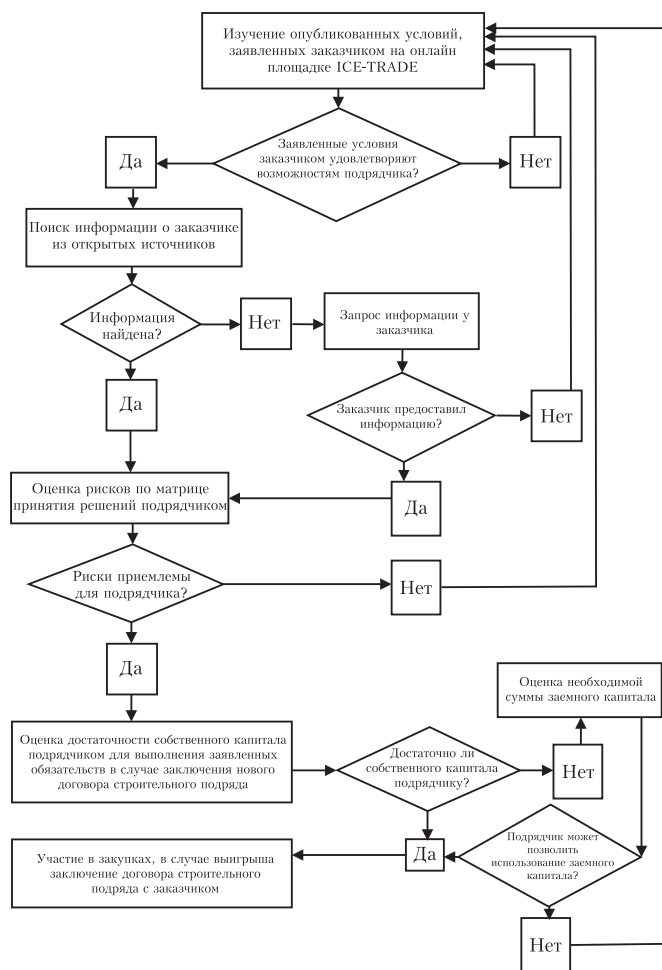 Изучение опубликованных условий,
заявленных заказчиком на онлайн
площадке ICE-TRADE
Заявленные условия
заказчиком удовлетворяют
возможностям подрядчика?
Да
Нет
Поиск информации о заказчике
из открытых источников
Информация
найдена?
Нет
Запрос информации у
заказчика
Да
Заказчик предоставил
информацию?
Нет
Оценка рисков по матрице
принятия решений подрядчиком
Да
Риски приемлемы
для подрядчика?
Нет
Да
Оценка необходимой
суммы заемного капитала
Оценка достаточности собственного капитала
подрядчиком для выполнения заявленных
обязательств в случае заключения нового
договора строительного подряда
Достаточно ли
собственного капитала
подрядчику?
Нет
Участие в закупках, в случае выигрыша
заключение договора строительного
подряда с заказчиком
Да
Подрядчик может
позволить
использование заемного
капитала?
Нет